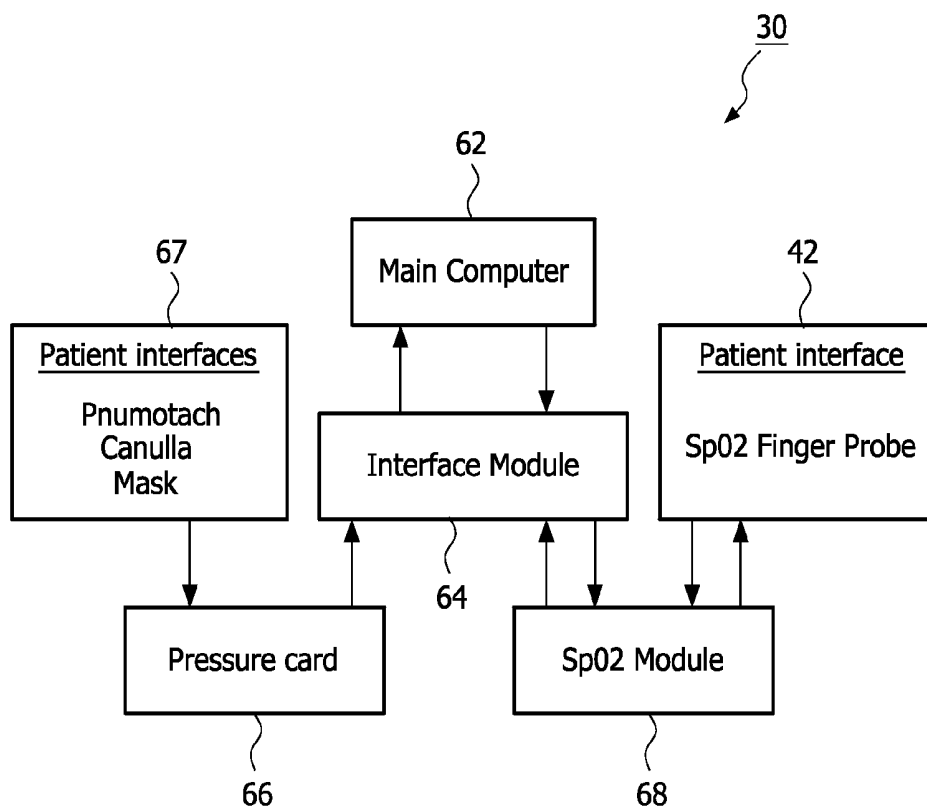 30
62
Main Computer
67
Patient interfaces
Pnumotach
Canulla
Mask
42
Patient interface
Sp02 Finger Probe
Interface Module
64
Pressure card
66
Sp02 Module
68